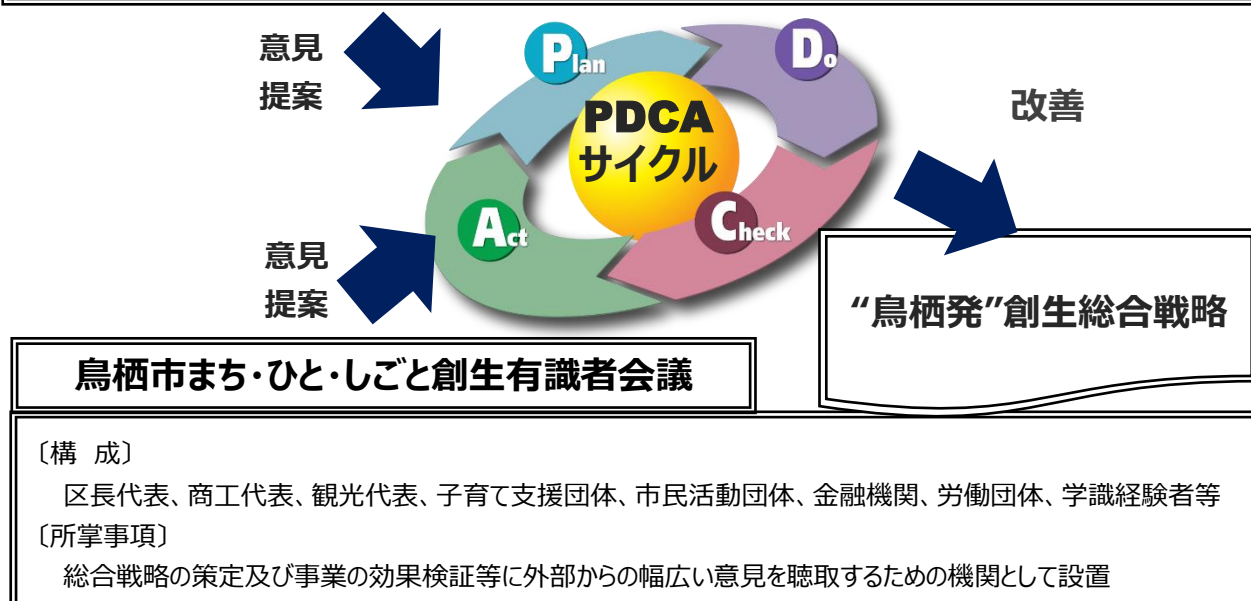 意見
提案
Plan
Do
PDCA
サイクル
改善
Act
Check
意見
提案
“鳥栖発”創生総合戦略
鳥栖市まち・ひと・しごと創生有識者会議
〔構 成〕
区長代表、商工代表、観光代表、子育て支援団体、市民活動団体、金融機関、労働団体、学識経験者等
〔所掌事項〕
総合戦略の策定及び事業の効果検証等に外部からの幅広い意見を聴取するための機関として設置